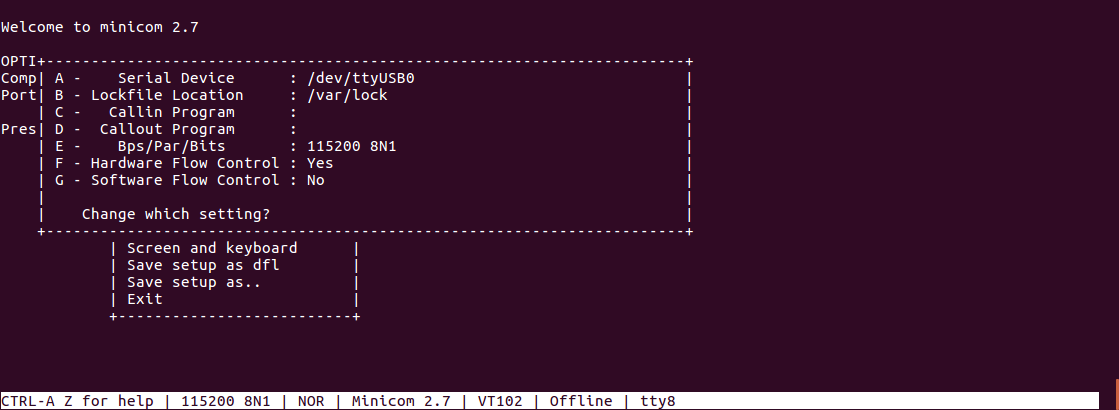 Welcome to minicom 2.7
OPTI+-----------------------------------------------------------------------+
Comp| A -    Serial Device      : /dev/ttyUSB0                              |
Port| B - Lockfile Location     : /var/lock                                 |
    | C -   Callin Program      :                                           |
Pres| D -  Callout Program      :                                           |
    | E -    Bps/Par/Bits       : 115200 8N1                                |
    | F - Hardware Flow Control : Yes                                       |
    | G - Software Flow Control : No                                        |
    |                                                                       |
    |    Change which setting?                                              |
    +-----------------------------------------------------------------------+
            | Screen and keyboard      |
            | Save setup as dfl        |
            | Save setup as..          |
            | Exit                     |
            +--------------------------+
CTRL-A Z for help | 115200 8N1 | NOR | Minicom 2.7 | VT102 | Offline | tty8